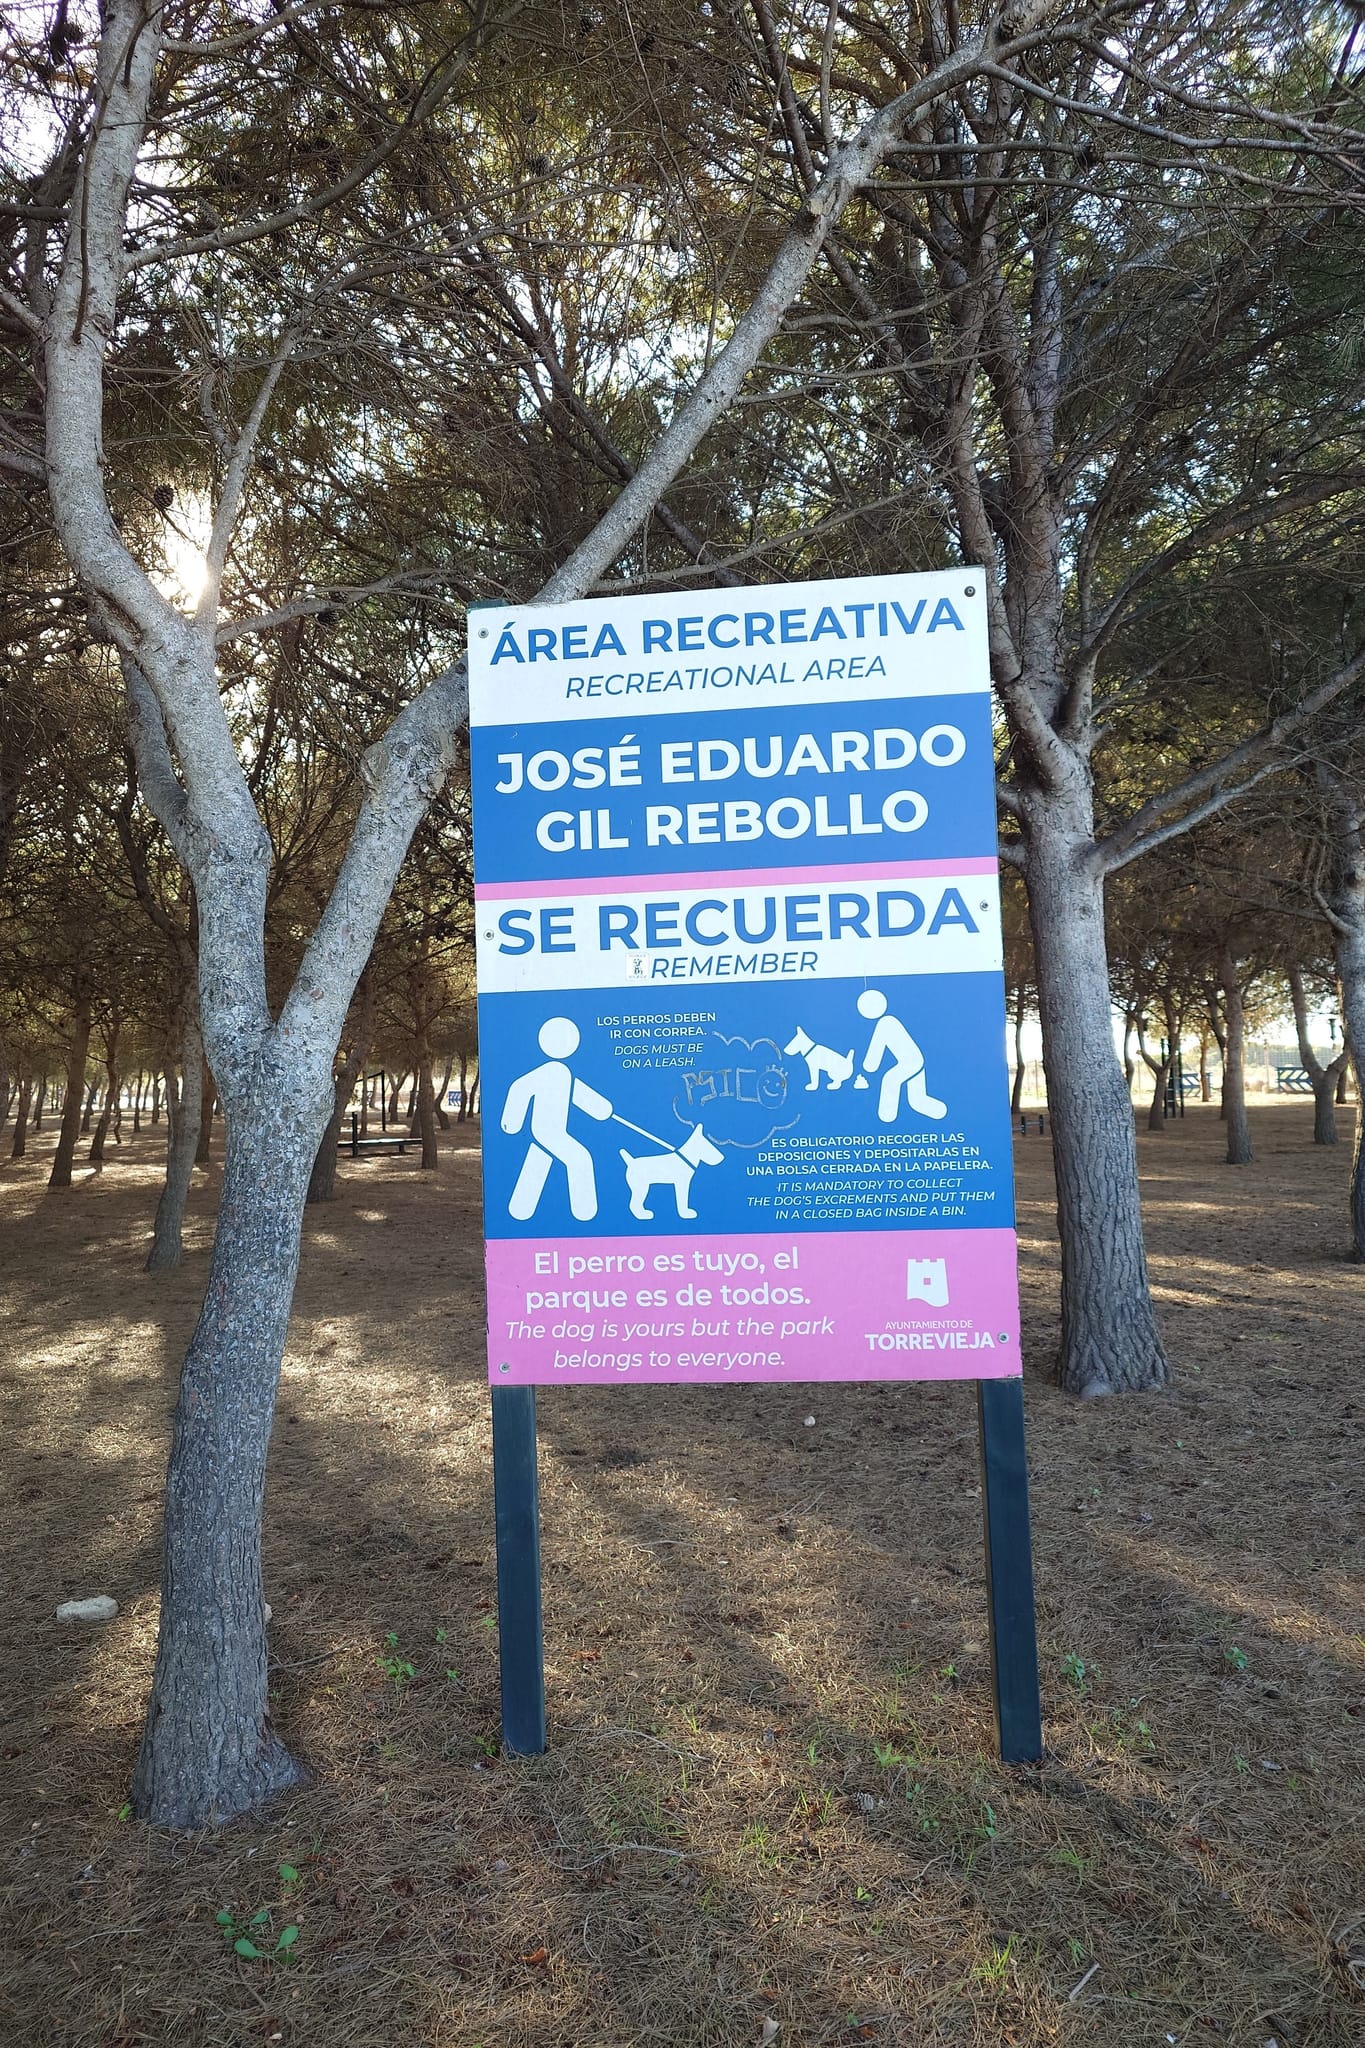 ÁREA RECREATIVA
RECREATIONAL AREA
JOSÉ EDUARDO
GIL REBOLLO
SE RECUERDA
REMEMBER
LOS PERROS DEBEN
IR CON CORREA.
DOGS MUST BE
ON A LEASH.
PSICO
ES OBLIGATORIO RECOGER LAS
DEPOSICIONES Y DEPOSITARLAS EN
UNA BOLSA CERRADA EN LA PAPELERA.
IT IS MANDATORY TO COLLECT
THE DOG'S EXCREMENTS AND PUT THEM
IN A CLOSED BAG INSIDE A BIN.
El perro es tuyo, el
parque es de todos.
The dog is yours but the park
belongs to everyone.
AYUNTAMIENTO DE
TORREVIEJA